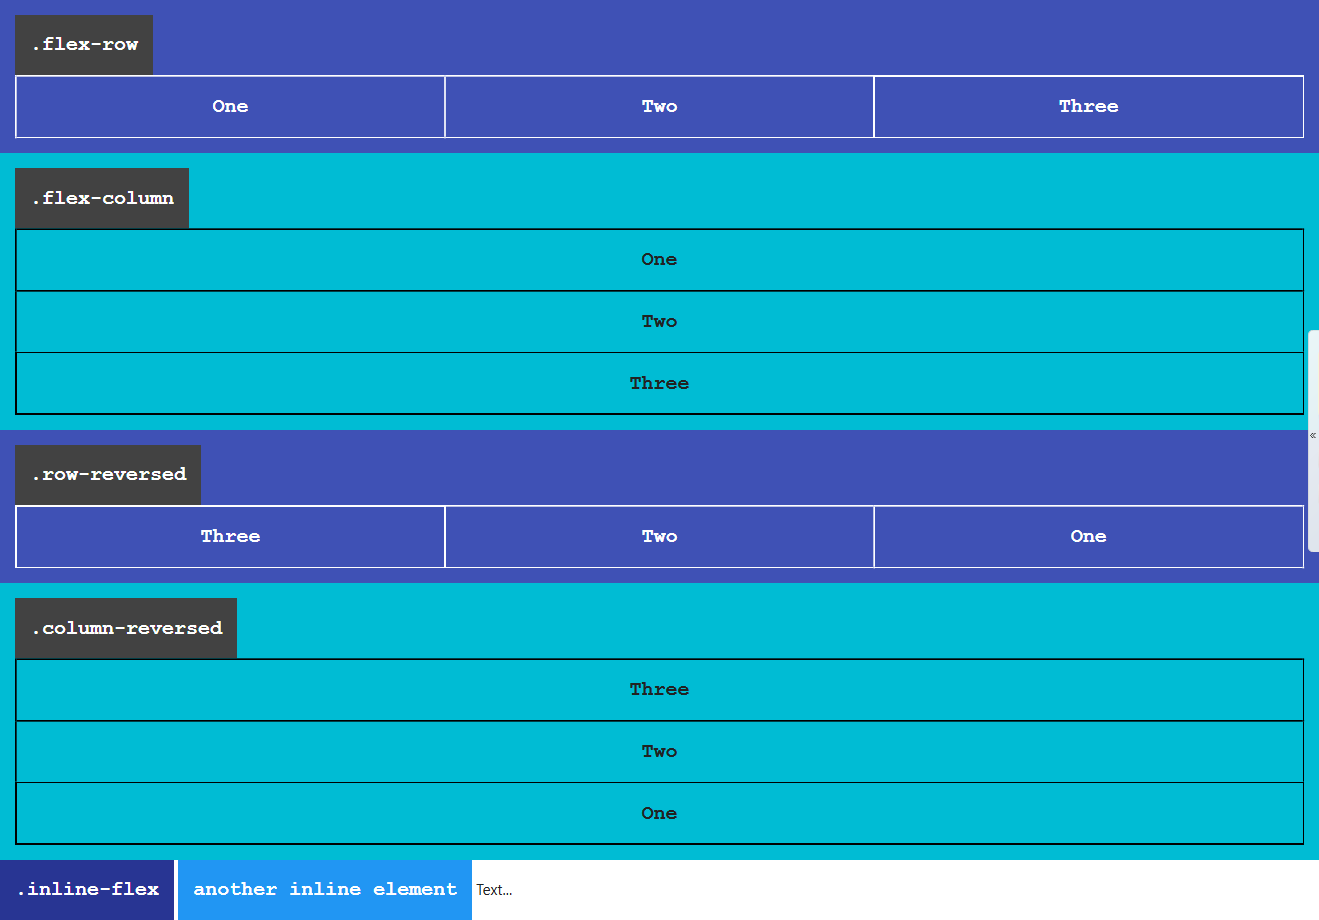 .flex-row
One Two Three
.flex-column
One
Two
Three
.row-reversed
Three Two One
.column-reversed
Three
Two
One
«
.inline-flex another inline element Text...